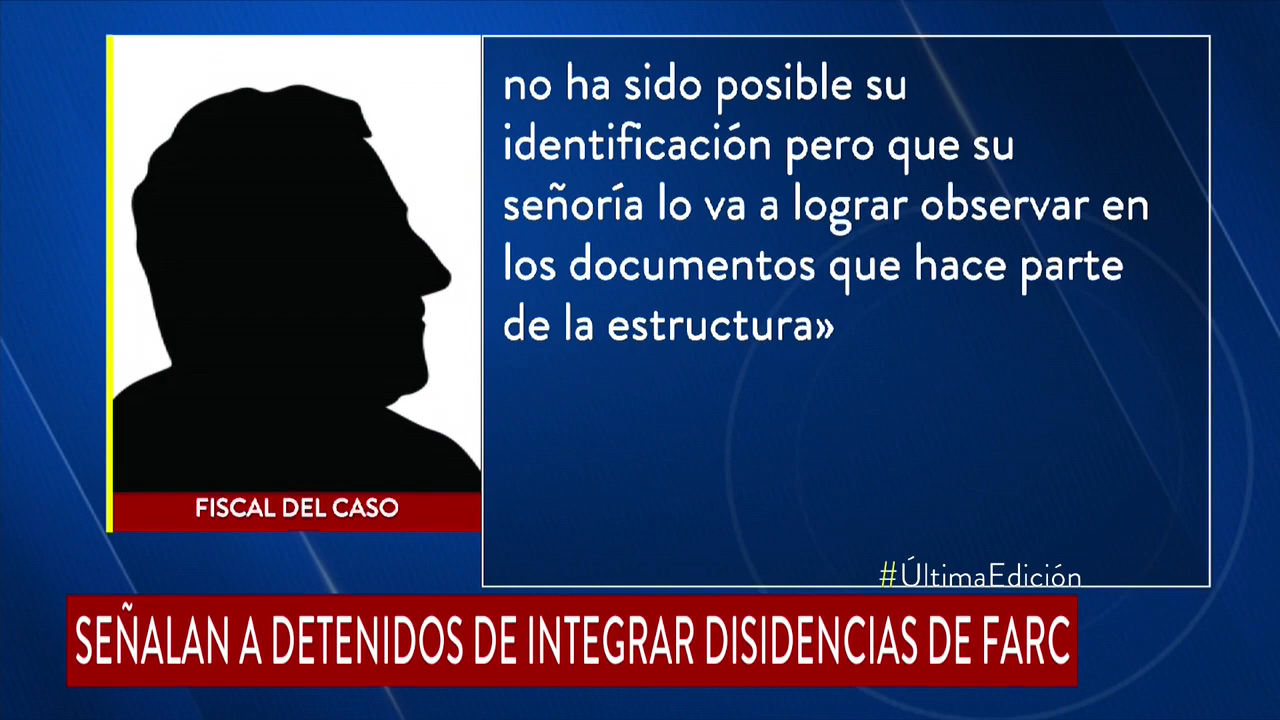 no ha sido posible su
identificación pero que su
señoría lo va a lograr observar en
los documentos que hace parte
de la estructura»
FISCAL DEL CASO
#ÚltimaEdición
SEÑALAN A DETENIDOS DE INTEGRAR DISIDENCIAS DE FARC